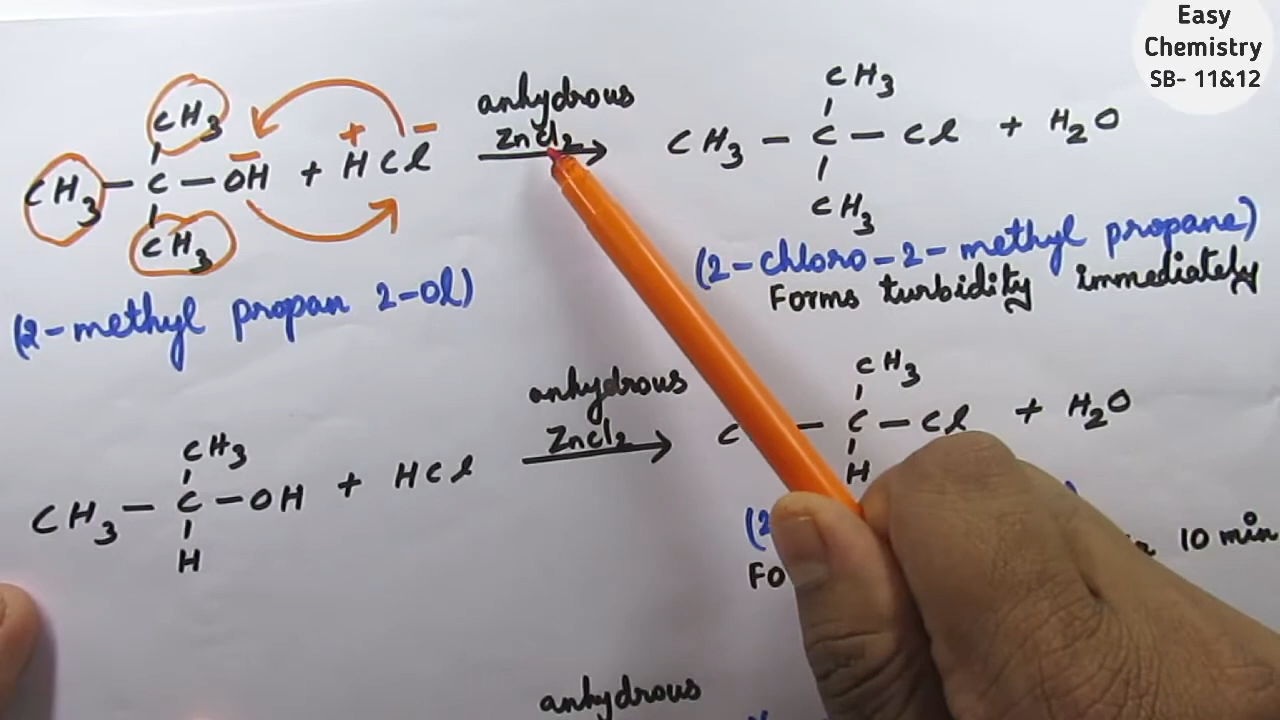 Easy
Chemistry
SB- 11&12
CH3
CH3 - C - OH + HCl
CH3
anhydrous
ZnCl2
CH3
CH3 - C - Cl + H2O
CH3
(2-methyl propan 2-Ol)
(2-chloro-2-methyl propane)
Forms turbidity immediately
CH3
CH3 - C - OH + HCl
H
anhydrous
ZnCl2
CH3
C - C - Cl + H2O
H
(2
Fo 10 min
anhydrous